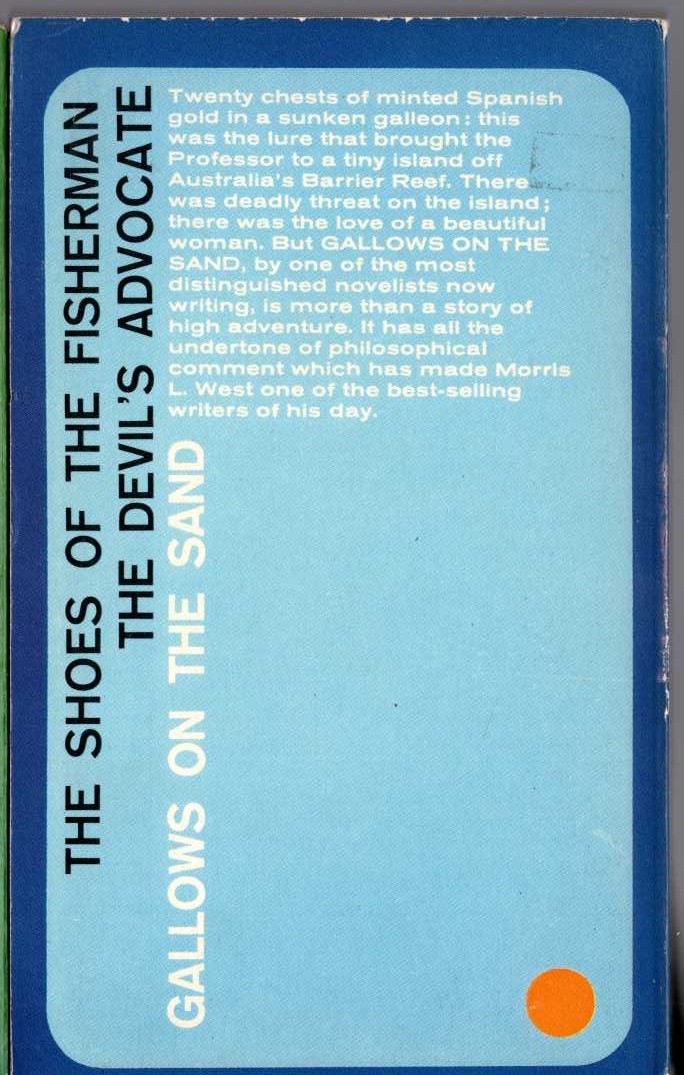 THE SHOES OF THE FISHERMAN
THE DEVIL'S ADVOCATE
GALLOWS ON THE SAND
Twenty chests of minted Spanish
gold in a sunken galleon: this
was the lure that brought the
Professor to a tiny island off
Australia's Barrier Reef. There
was deadly threat on the island;
there was the love of a beautiful
woman. But GALLOWS ON THE
SAND, by one of the most
distinguished novelists now
writing, is more than a story of
high adventure. It has all the
undertone of philosophical
comment which has made Morris
L. West one of the best-selling
writers of his day.